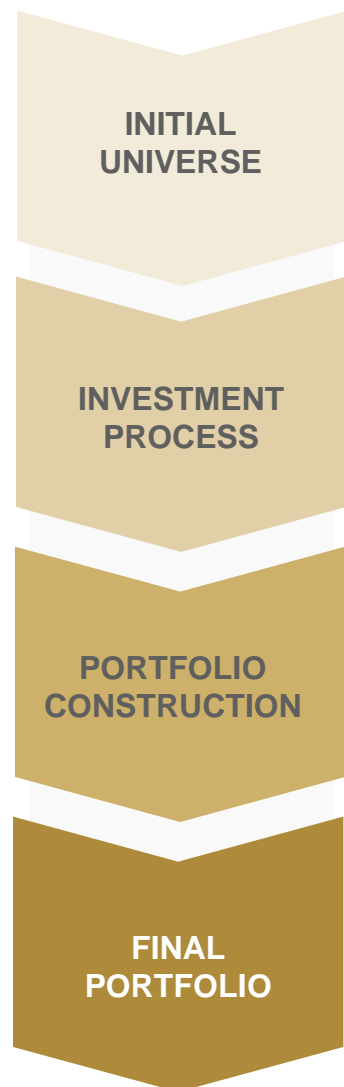 INITIAL
UNIVERSE
INVESTMENT
PROCESS
PORTFOLIO
CONSTRUCTION
FINAL
PORTFOLIO